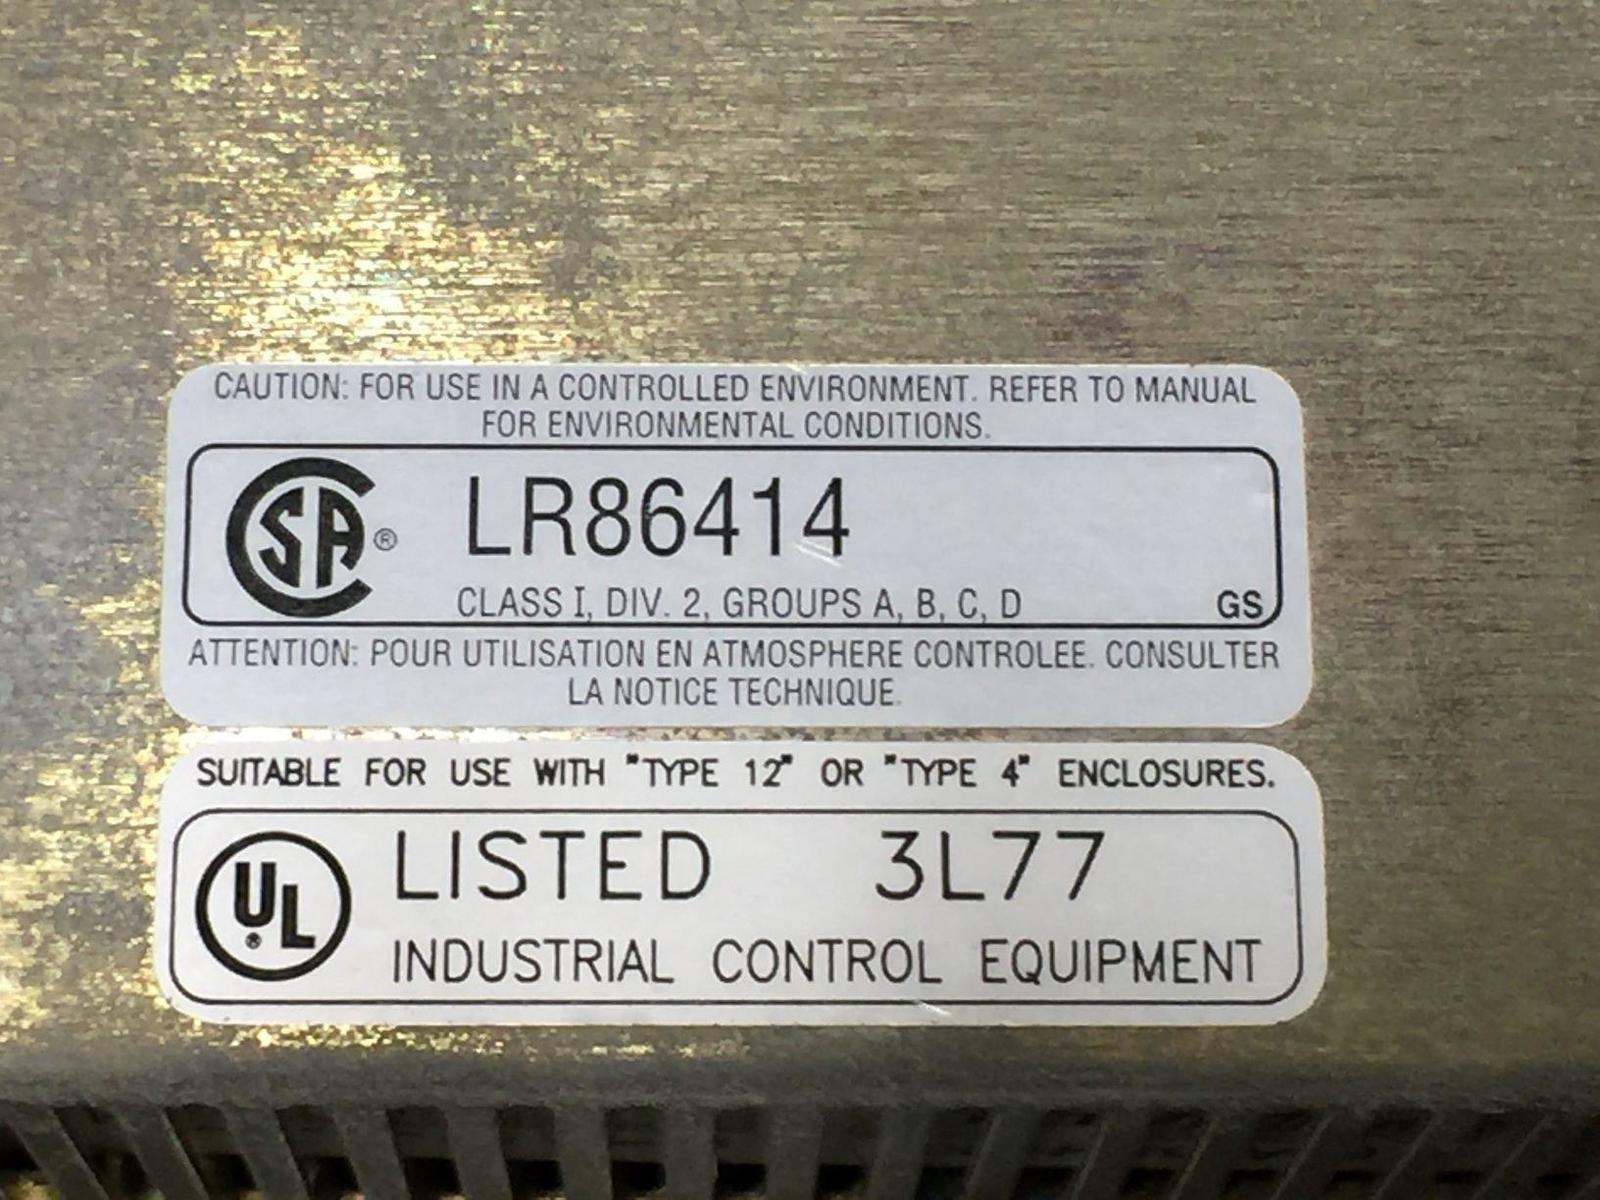 CAUTION: FOR USE IN A CONTROLLED ENVIRONMENT. REFER TO MANUAL
FOR ENVIRONMENTAL CONDITIONS.
CSA® LR86414
CLASS I, DIV. 2, GROUPS A, B, C, D GS
ATTENTION: POUR UTILISATION EN ATMOSPHERE CONTROLEE. CONSULTER
LA NOTICE TECHNIQUE.
SUITABLE FOR USE WITH "TYPE 12" OR "TYPE 4" ENCLOSURES.
UL® LISTED 3L77
INDUSTRIAL CONTROL EQUIPMENT